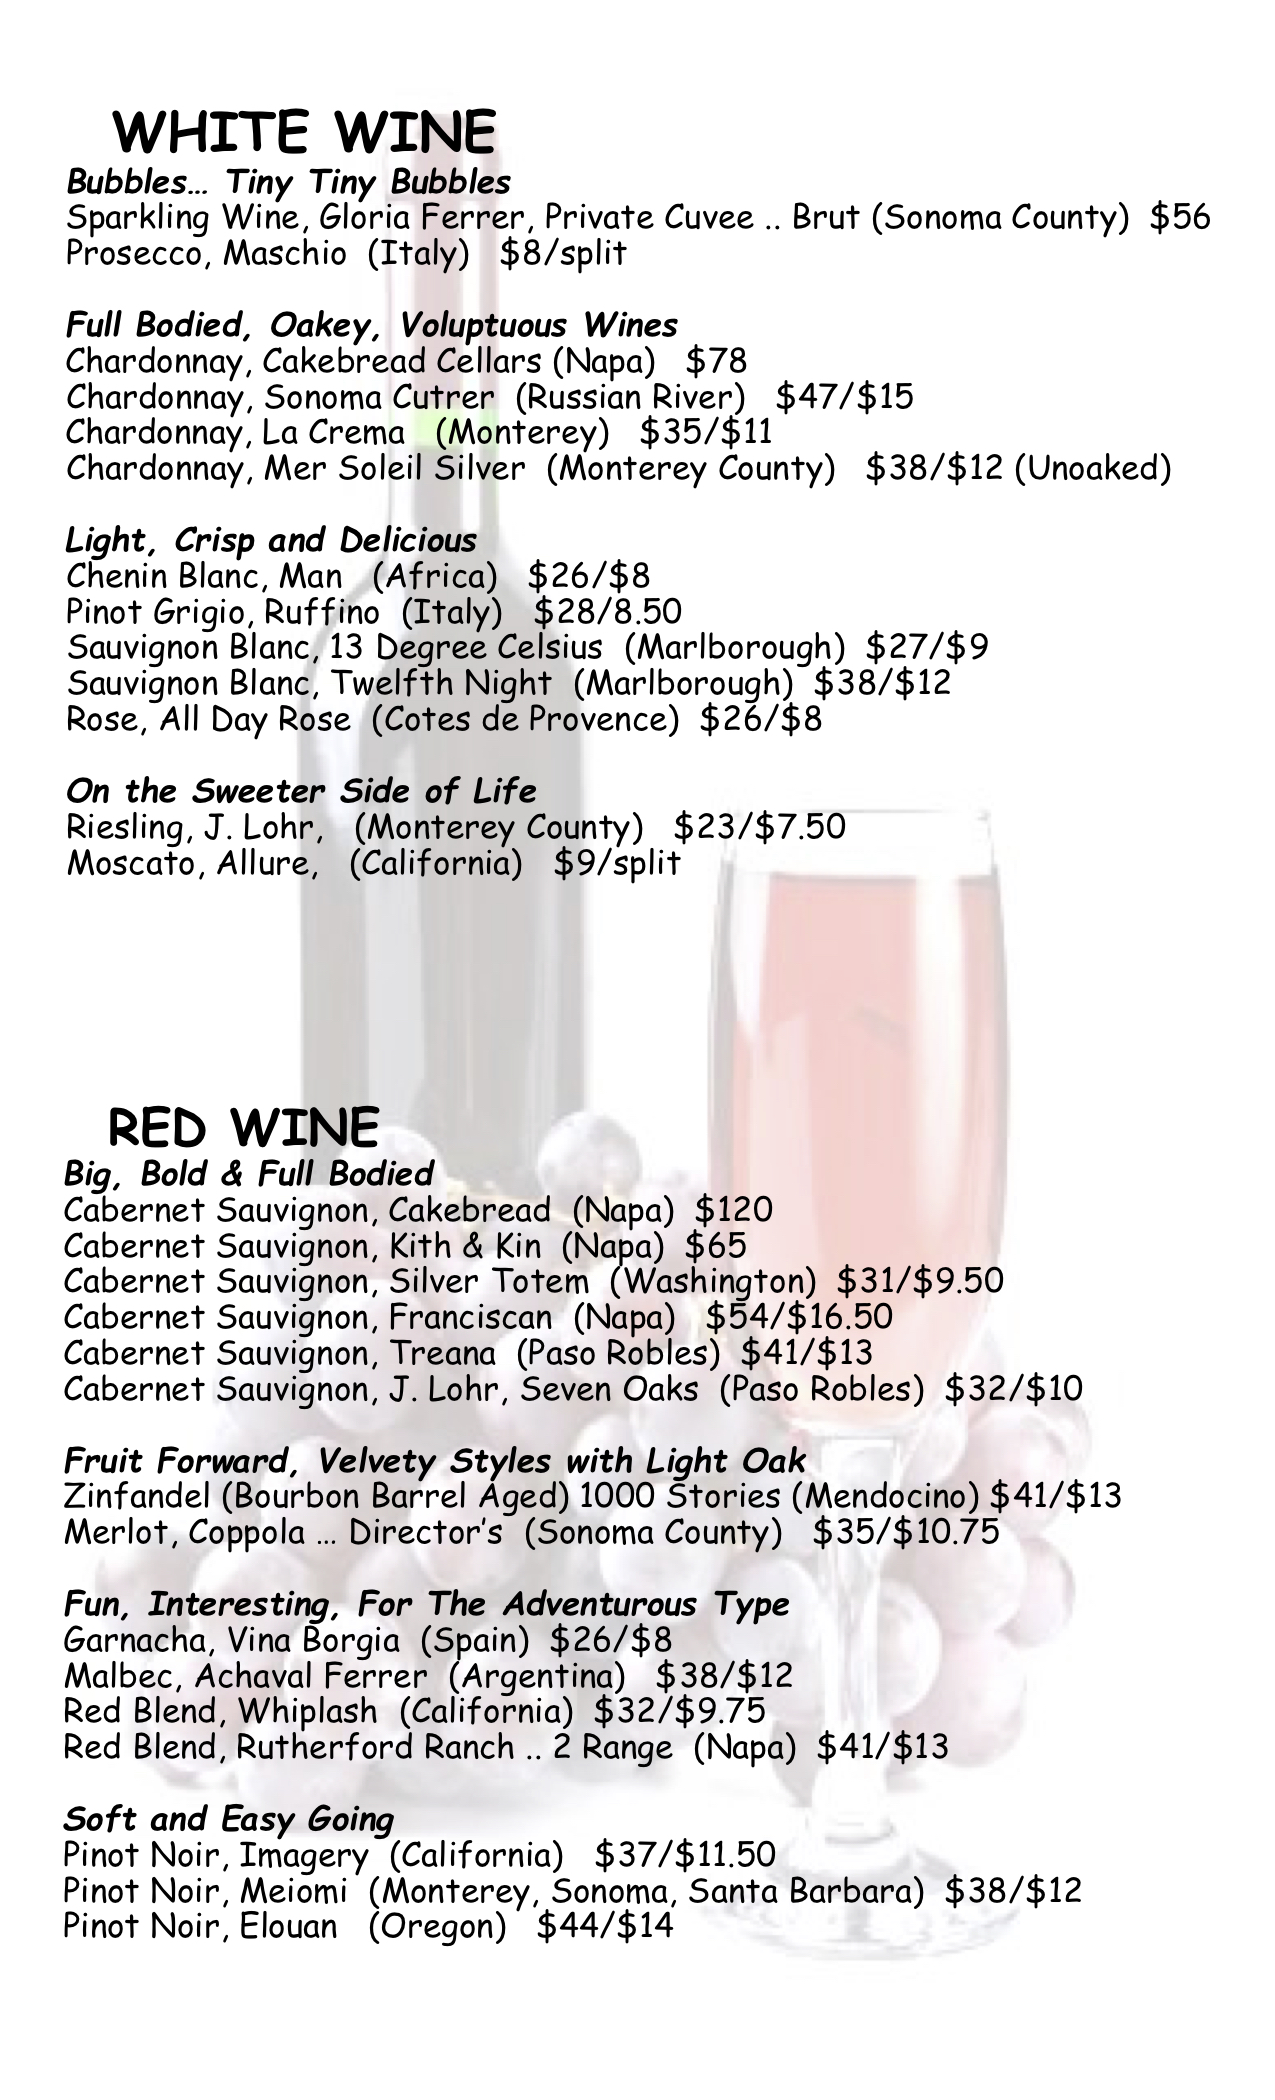 WHITE WINE
Bubbles… Tiny Tiny Bubbles
Sparkling Wine, Gloria Ferrer, Private Cuvee .. Brut (Sonoma County) $56
Prosecco, Maschio (Italy) $8/split
Full Bodied, Oakey, Voluptuous Wines
Chardonnay, Cakebread Cellars (Napa) $78
Chardonnay, Sonoma Cutrer (Russian River) $47/$15
Chardonnay, La Crema (Monterey) $35/$11
Chardonnay, Mer Soleil Silver (Monterey County) $38/$12 (Unoaked)
Light, Crisp and Delicious
Chenin Blanc, Man (Africa) $26/$8
Pinot Grigio, Ruffino (Italy) $28/8.50
Sauvignon Blanc, 13 Degree Celsius (Marlborough) $27/$9
Sauvignon Blanc, Twelfth Night (Marlborough) $38/$12
Rose, All Day Rose (Cotes de Provence) $26/$8
On the Sweeter Side of Life
Riesling, J. Lohr, (Monterey County) $23/$7.50
Moscato, Allure, (California) $9/split
RED WINE
Big, Bold & Full Bodied
Cabernet Sauvignon, Cakebread (Napa) $120
Cabernet Sauvignon, Kith & Kin (Napa) $65
Cabernet Sauvignon, Silver Totem (Washington) $31/$9.50
Cabernet Sauvignon, Franciscan (Napa) $54/$16.50
Cabernet Sauvignon, Treana (Paso Robles) $41/$13
Cabernet Sauvignon, J. Lohr, Seven Oaks (Paso Robles) $32/$10
Fruit Forward, Velvety Styles with Light Oak
Zinfandel (Bourbon Barrel Aged) 1000 Stories (Mendocino) $41/$13
Merlot, Coppola … Director's (Sonoma County) $35/$10.75
Fun, Interesting, For The Adventurous Type
Garnacha, Vina Borgia (Spain) $26/$8
Malbec, Achaval Ferrer (Argentina) $38/$12
Red Blend, Whiplash (California) $32/$9.75
Red Blend, Rutherford Ranch .. 2 Range (Napa) $41/$13
Soft and Easy Going
Pinot Noir, Imagery (California) $37/$11.50
Pinot Noir, Meiomi (Monterey, Sonoma, Santa Barbara) $38/$12
Pinot Noir, Elouan (Oregon) $44/$14